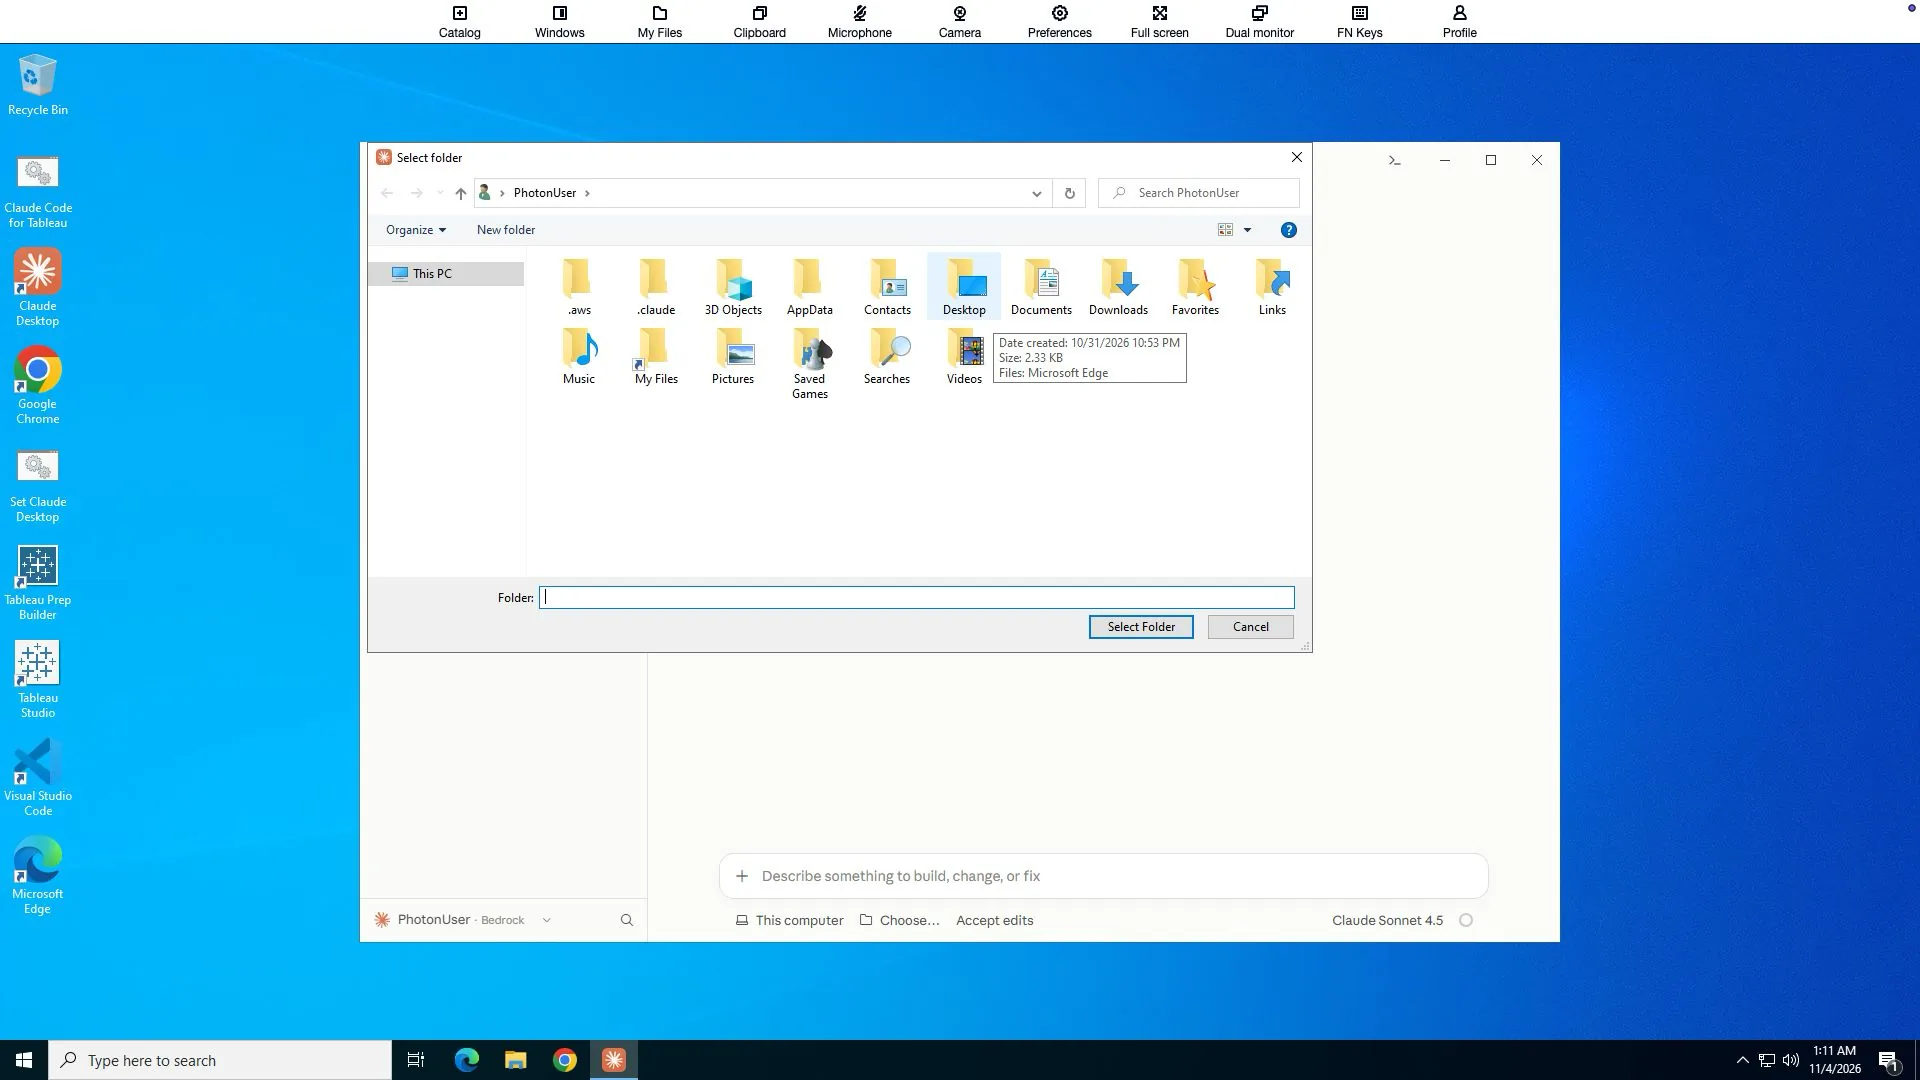 Catalog
Windows
My Files
Clipboard
Microphone
Camera
Preferences
Full screen
Dual monitor
FN Keys
Profile
Recycle Bin
Claude Code
for Tableau
Claude
Desktop
Google
Chrome
Set Claude
Desktop
Tableau Prep
Builder
Tableau
Studio
Visual Studio
Code
Microsoft
Edge
Select folder
PhotonUser
Search PhotonUser
Organize
New folder
This PC
.aws
.claude
3D Objects
AppData
Contacts
Desktop
Documents
Downloads
Favorites
Links
Music
My Files
Pictures
Saved
Games
Searches
Videos
Date created: 10/31/2026 10:53 PM
Size: 2.33 KB
Files: Microsoft Edge
Folder:
Select Folder
Cancel
Describe something to build, change, or fix
PhotonUser · Bedrock
This computer
Choose...
Accept edits
Claude Sonnet 4.5
Type here to search
1:11 AM
11/4/2026
1